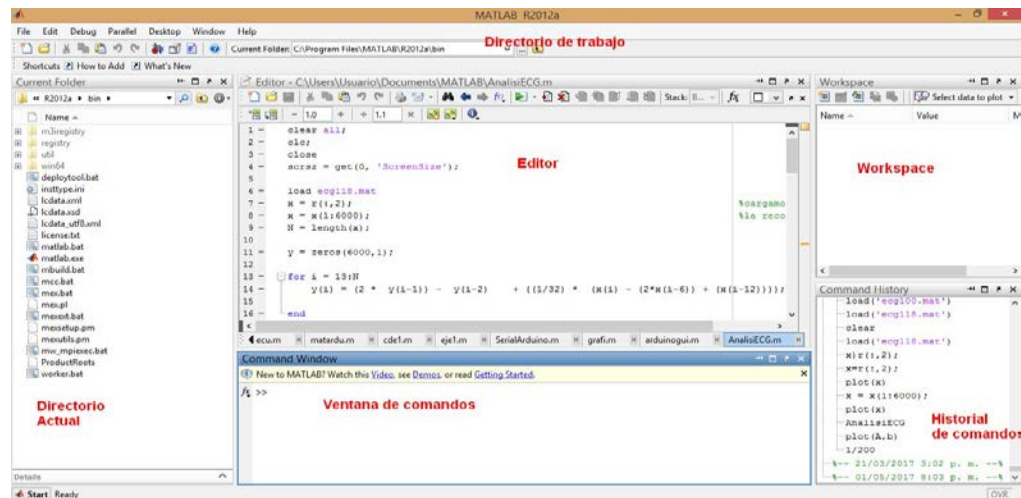 MATLAB R2012a
File Edit Debug Parallel Desktop Window Help
Current Folder: C:\Program Files\MATLAB\R2012a\bin
Directorio de trabajo
Shortcuts How to Add What's New
Current Folder
« R2012a ▸ bin ▸
Name
m3iregistry
registry
util
win64
deploytool.bat
insttype.ini
lcdata.xml
lcdata.xsd
lcdata_utf8.xml
license.txt
matlab.bat
matlab.exe
mbuild.bat
mcc.bat
mex.bat
mex.pl
mexext.bat
mexsetup.pm
mexutils.pm
mw_mpiexec.bat
ProductRoots
worker.bat
Directorio
Actual
Details
Start Ready
Editor - C:\Users\Usuario\Documents\MATLAB\AnalisiECG.m
Stack:
- 1.0 + ÷ 1.1 ×
1 - clear all;
2 - clc;
3 - close
4 - scrsz = get(0, 'ScreenSize');
5
6 - load ecg118.mat
7 - x = r(:,2); %cargamo
8 - x = x(1:6000); %la reco
9 - N = length(x);
10
11 - y = zeros(6000,1);
12
13 - for i = 13:N
14 - y(i) = (2 * y(i-1)) - y(i-2) + ((1/32) * (x(i) - (2*x(i-6)) + (x(i-12))));
15
16 - end
Editor
ecu.m matardu.m cde1.m eje1.m SerialArduino.m grafi.m arduinogui.m AnalisiECG.m
Command Window
New to MATLAB? Watch this Video, see Demos, or read Getting Started.
fx >>
Ventana de comandos
Workspace
Select data to plot
Name Value M
Workspace
Command History
load('ecg100.mat')
load('ecg118.mat')
clear
load('ecg118.mat')
x)r(:,2);
x=r(:,2);
plot(x)
x = x(1:6000);
plot(x)
AnalisiECG
plot(A,b)
1/200
%-- 21/03/2017 3:02 p. m. --%
%-- 01/05/2017 8:03 p. m. --%
Historial
de comandos
OVR